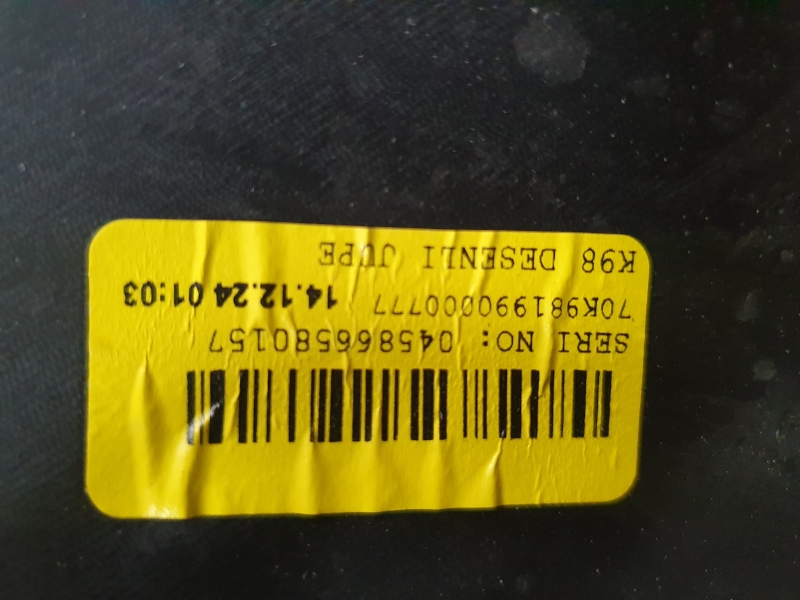 SERI NO: 045866580157
70K981990000777 14.12.24 01:03
K98 DESENLI JUPE